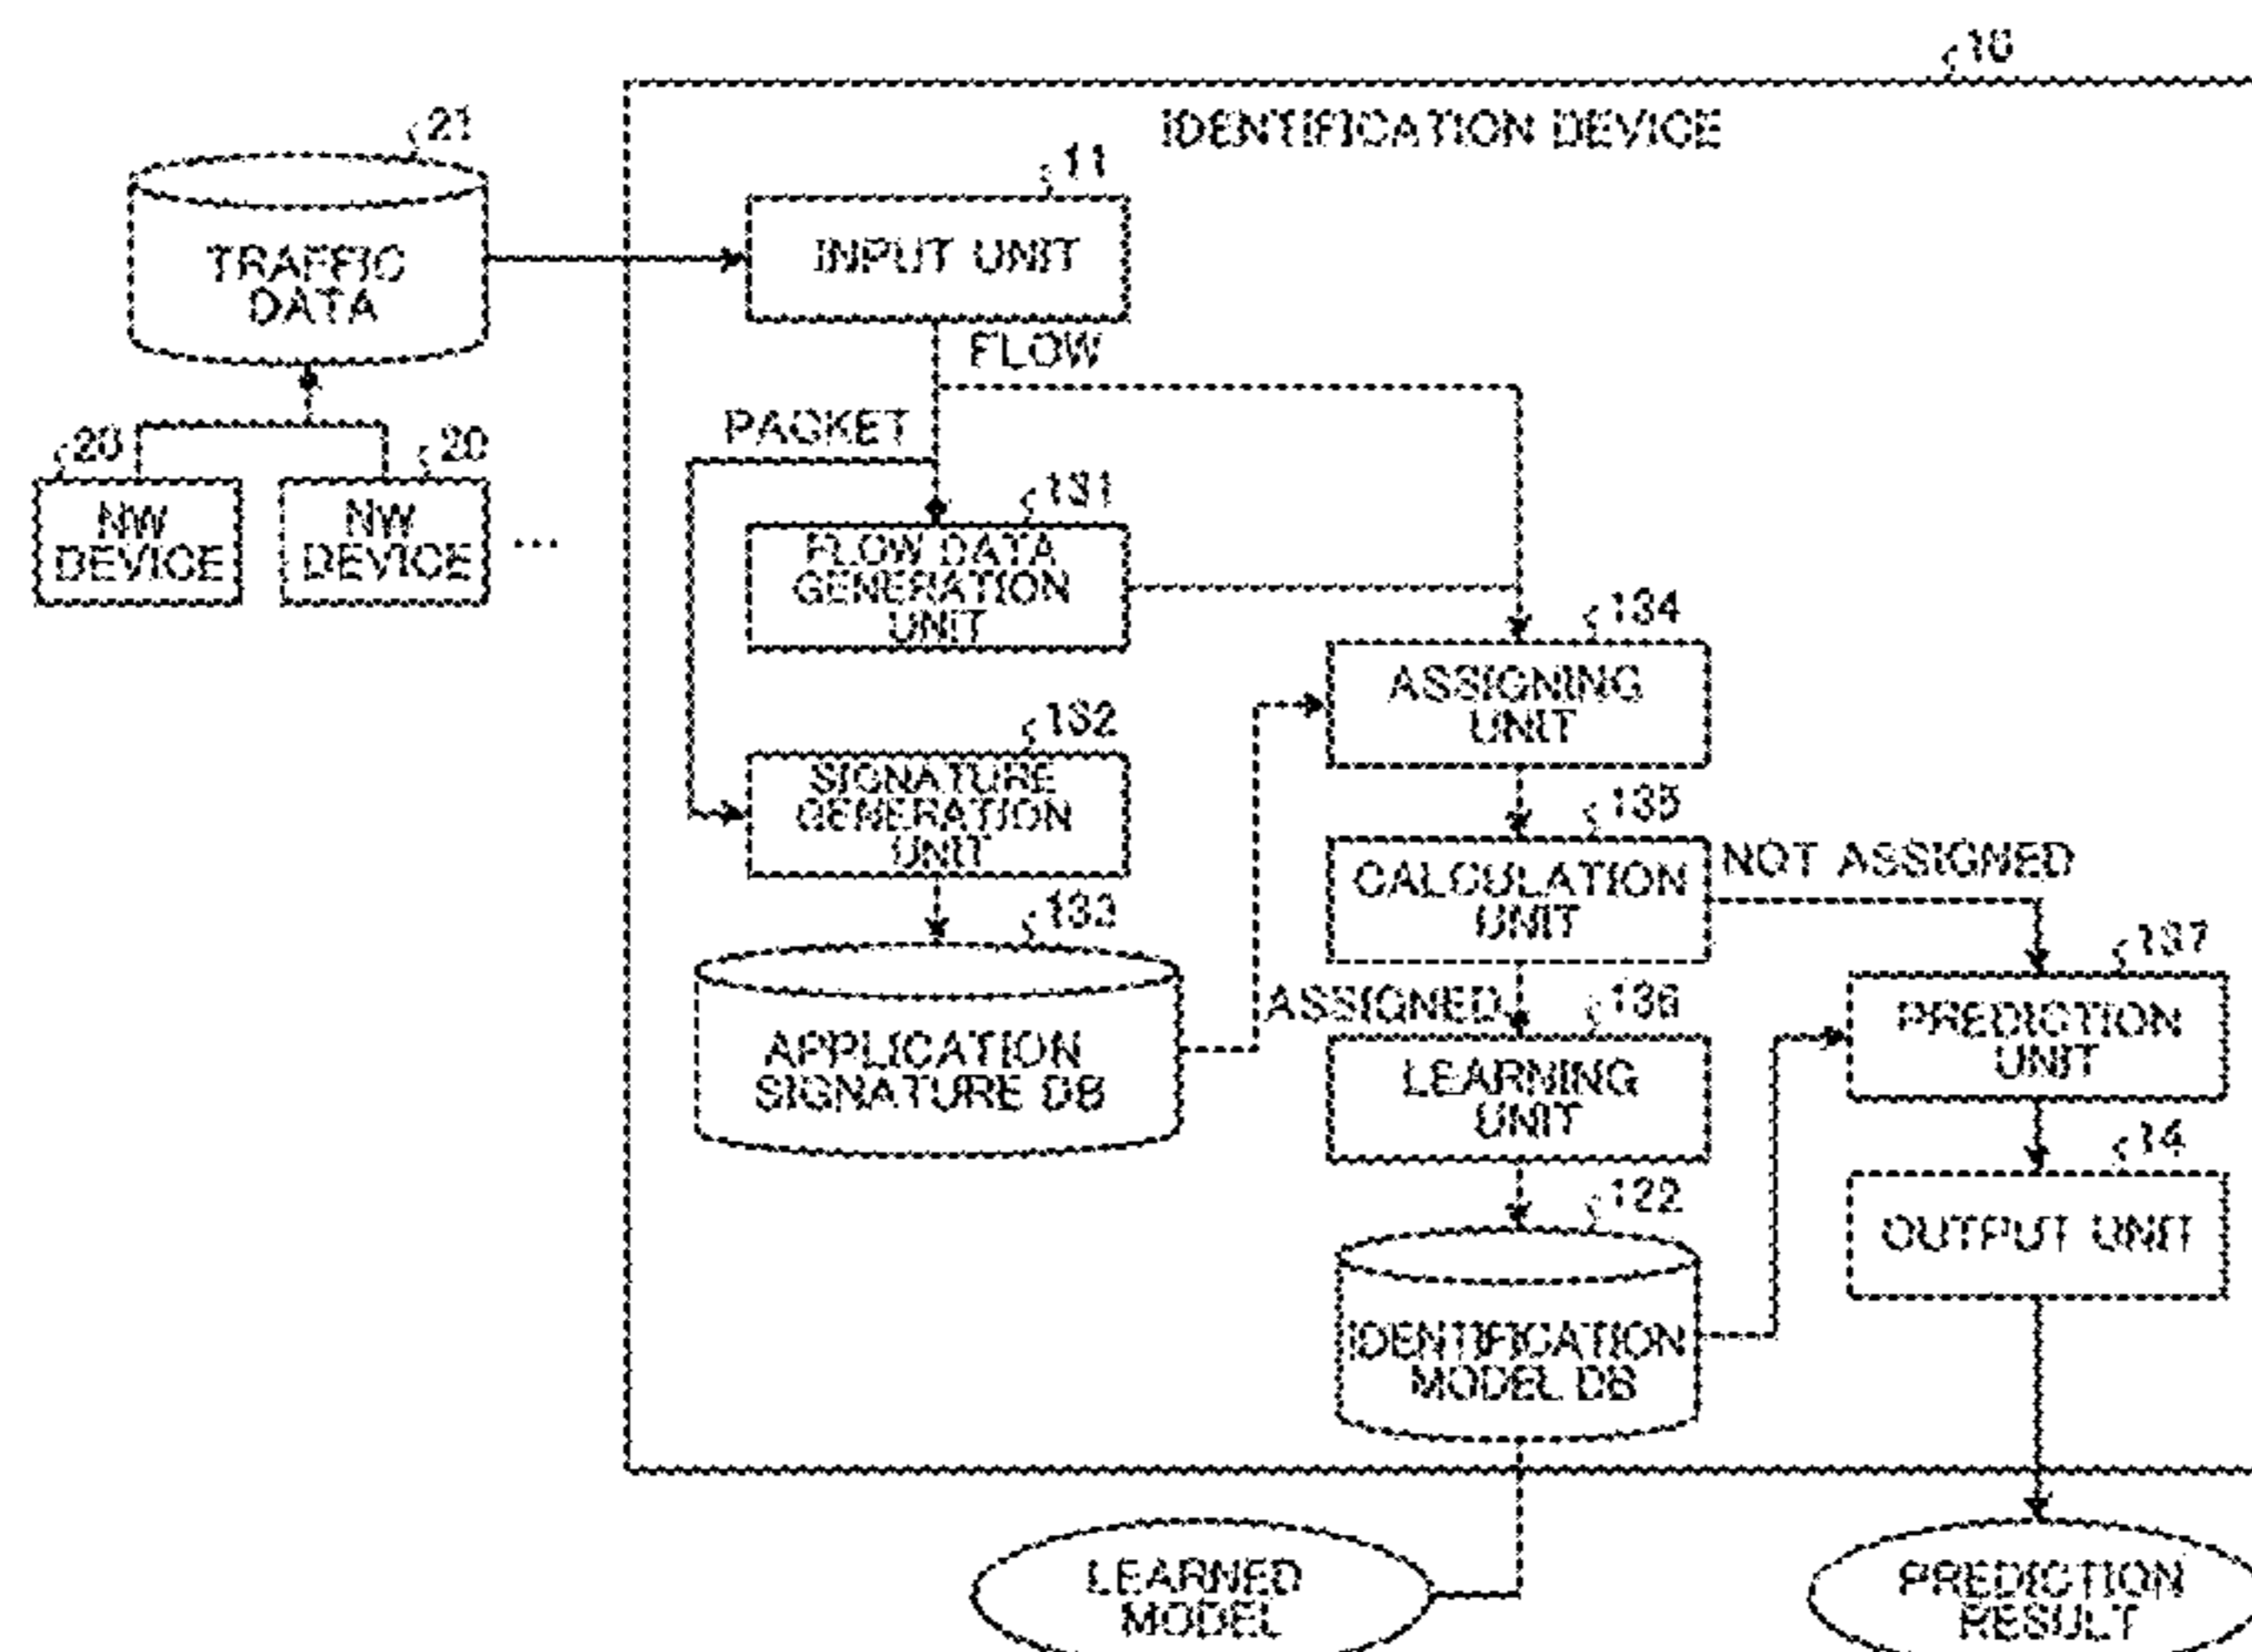 10
IDENTIFICATION DEVICE
21
TRAFFIC
DATA
11
INPUT UNIT
FLOW
PACKET
20
NW
DEVICE
20
NW
DEVICE
...
131
FLOW DATA
GENERATION
UNIT
134
ASSIGNING
UNIT
132
SIGNATURE
GENERATION
UNIT
135
CALCULATION
UNIT
NOT ASSIGNED
133
APPLICATION
SIGNATURE DB
ASSIGNED
136
LEARNING
UNIT
137
PREDICTION
UNIT
14
OUTPUT UNIT
122
IDENTIFICATION
MODEL DB
LEARNED
MODEL
PREDICTION
RESULT